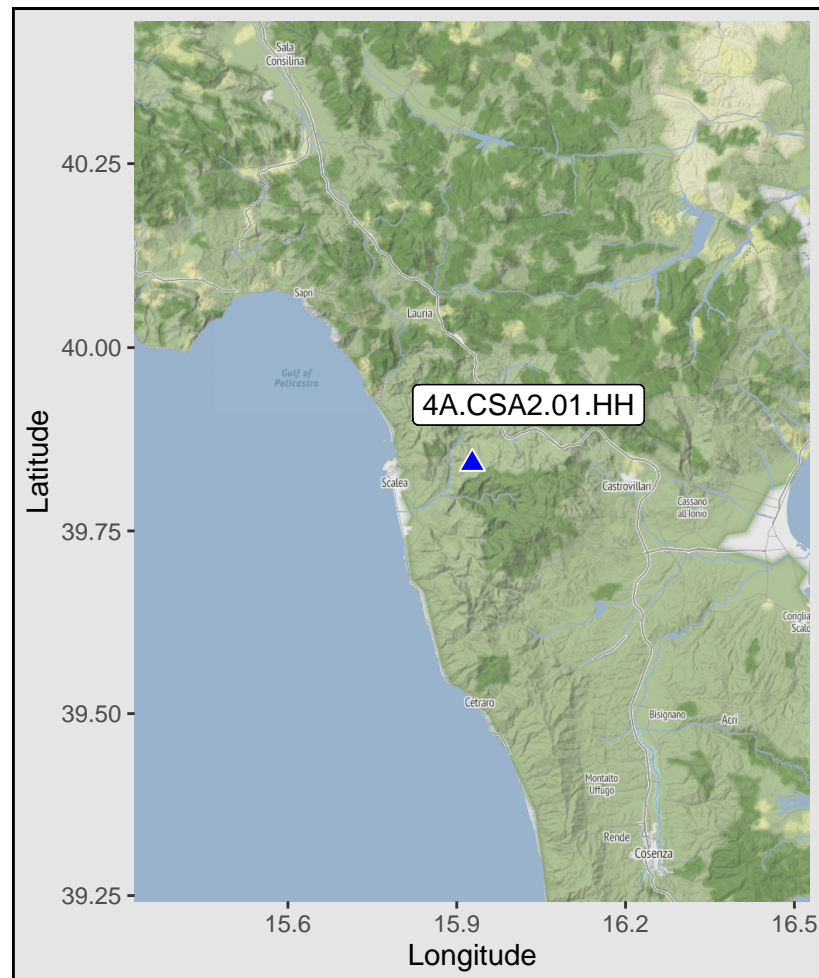 Sala
Consilina
40.25
Sapri
Lauria
40.00
Gulf of
Policastro
4A.CSA2.01.HH
Latitude
Scalea
Castrovillari
Cassano
all'Ionio
39.75
Coriglia
Scalo
39.50
Cetraro
Bisignano
Acri
Montalto
Uffugo
Rende
Cosenza
39.25
15.6
15.9
16.2
16.5
Longitude